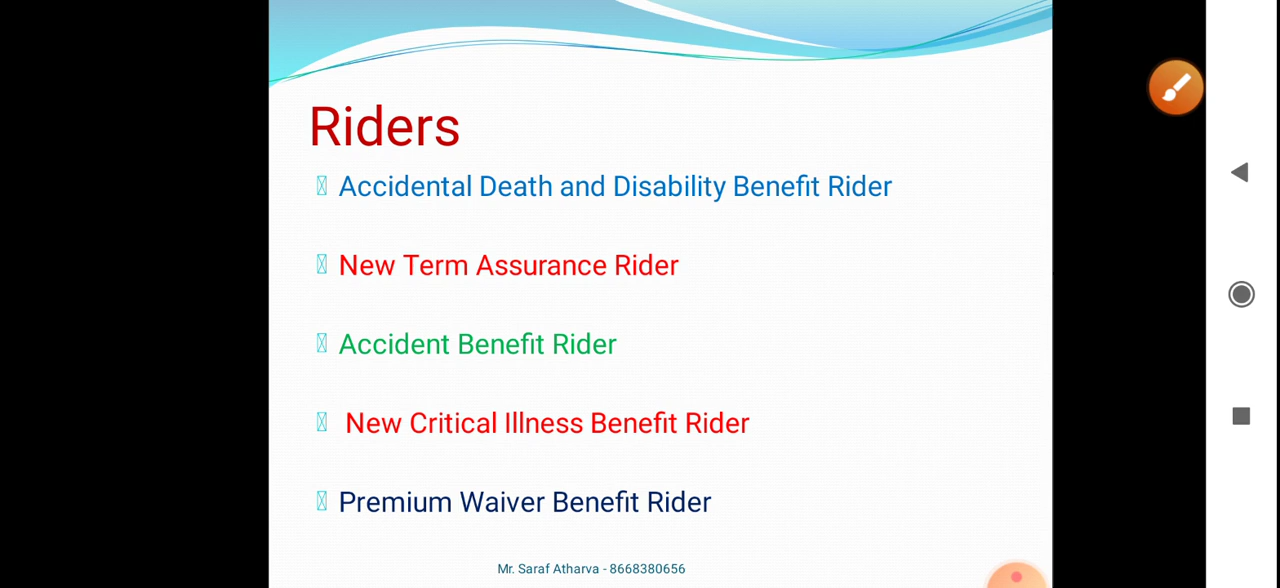 Riders
Accidental Death and Disability Benefit Rider
New Term Assurance Rider
Accident Benefit Rider
New Critical Illness Benefit Rider
Premium Waiver Benefit Rider
Mr. Saraf Atharva - 8668380656